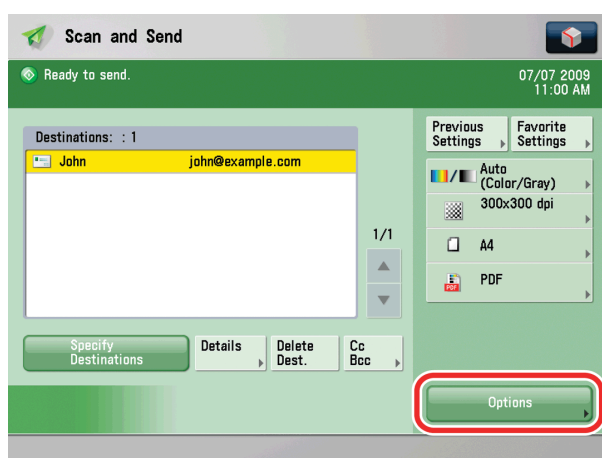 Scan and Send
Ready to send.
07/07 2009
11:00 AM
Destinations: : 1
John john@example.com
1/1
Specify
Destinations
Details
Delete
Dest.
Cc
Bcc
Previous
Settings
Favorite
Settings
Auto
(Color/Gray)
300x300 dpi
A4
PDF
PDF
Options